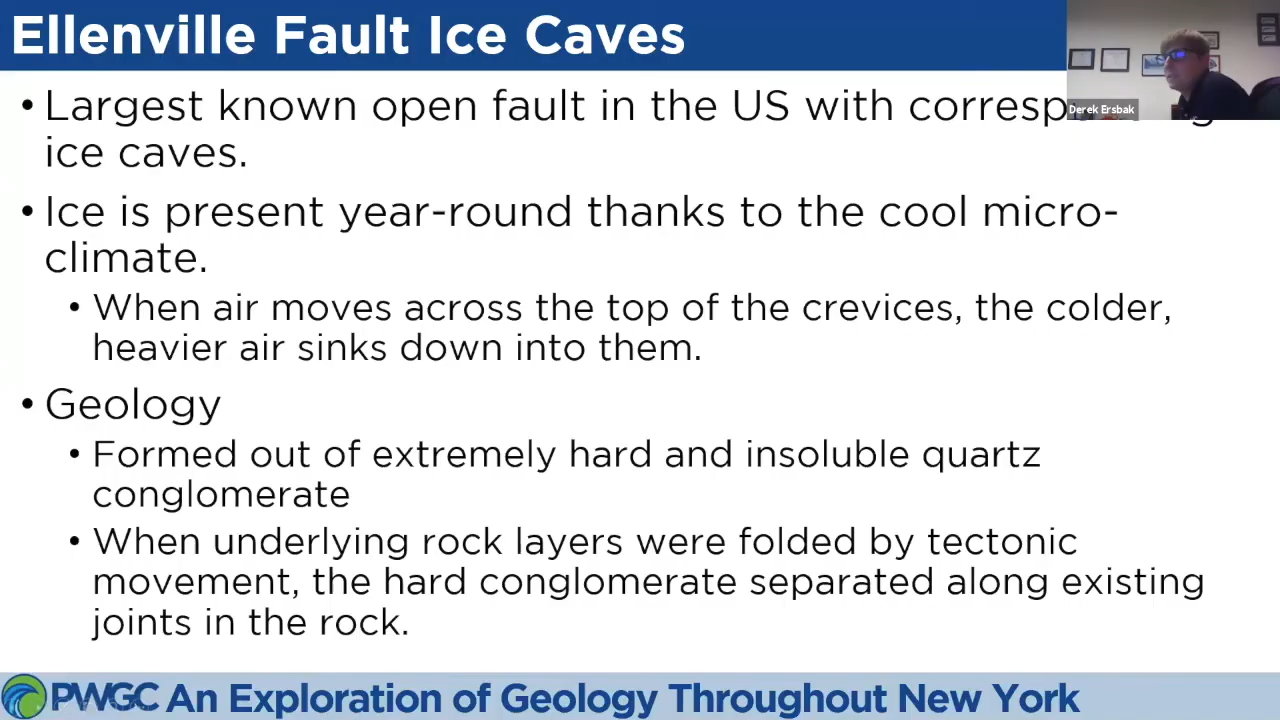 Ellenville Fault Ice Caves
Derek Ersbak
• Largest known open fault in the US with corresp
ice caves.
• Ice is present year-round thanks to the cool micro-
climate.
• When air moves across the top of the crevices, the colder,
heavier air sinks down into them.
• Geology
• Formed out of extremely hard and insoluble quartz
conglomerate
• When underlying rock layers were folded by tectonic
movement, the hard conglomerate separated along existing
joints in the rock.
PWGC An Exploration of Geology Throughout New York